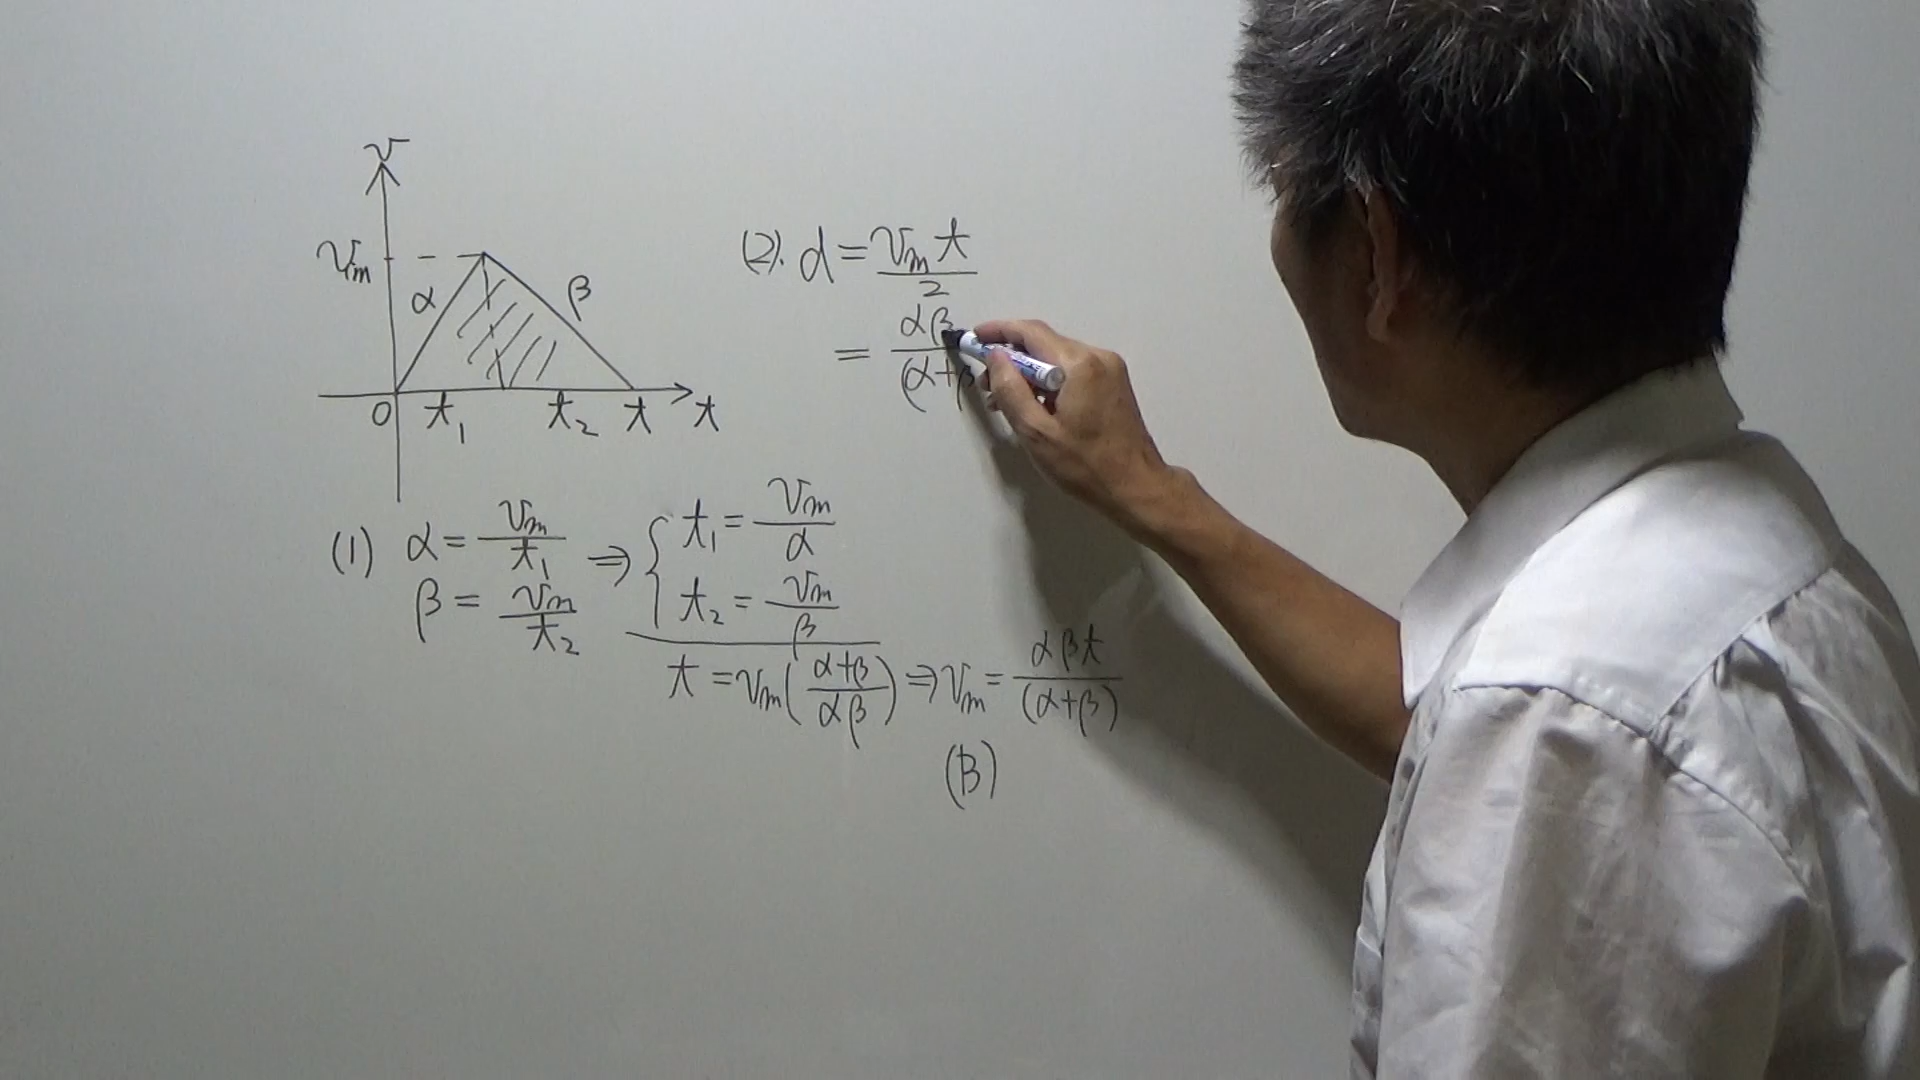 v
v_m
α
β
0 t_1 t_2 t t
(1) α = v_m/t_1 ⇒ { t_1 = v_m/α
β = v_m/t_2 t_2 = v_m/β
t = v_m((α+β)/(αβ)) ⇒ v_m = αβt/(α+β)
(B)
(2). d = v_m t/2
= αβ/(α+β